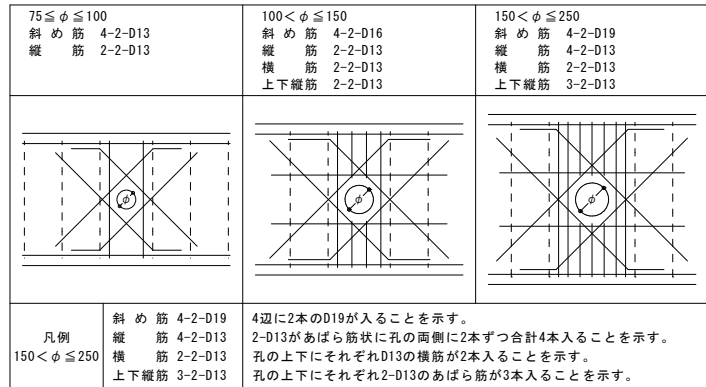 75≦φ≦100
斜め筋 4-2-D13
縦筋 2-2-D13
100<φ≦150
斜め筋 4-2-D16
縦筋 2-2-D13
横筋 2-2-D13
上下縦筋 2-2-D13
150<φ≦250
斜め筋 4-2-D19
縦筋 4-2-D13
横筋 2-2-D13
上下縦筋 3-2-D13
φ
φ
φ
凡例
150<φ≦250
斜め筋 4-2-D19
縦筋 4-2-D13
横筋 2-2-D13
上下縦筋 3-2-D13
4辺に2本のD19が入ることを示す。
2-D13があばら筋状に孔の両側に2本ずつ合計4本入ることを示す。
孔の上下にそれぞれD13の横筋が2本入ることを示す。
孔の上下にそれぞれ2-D13のあばら筋が3本入ることを示す。